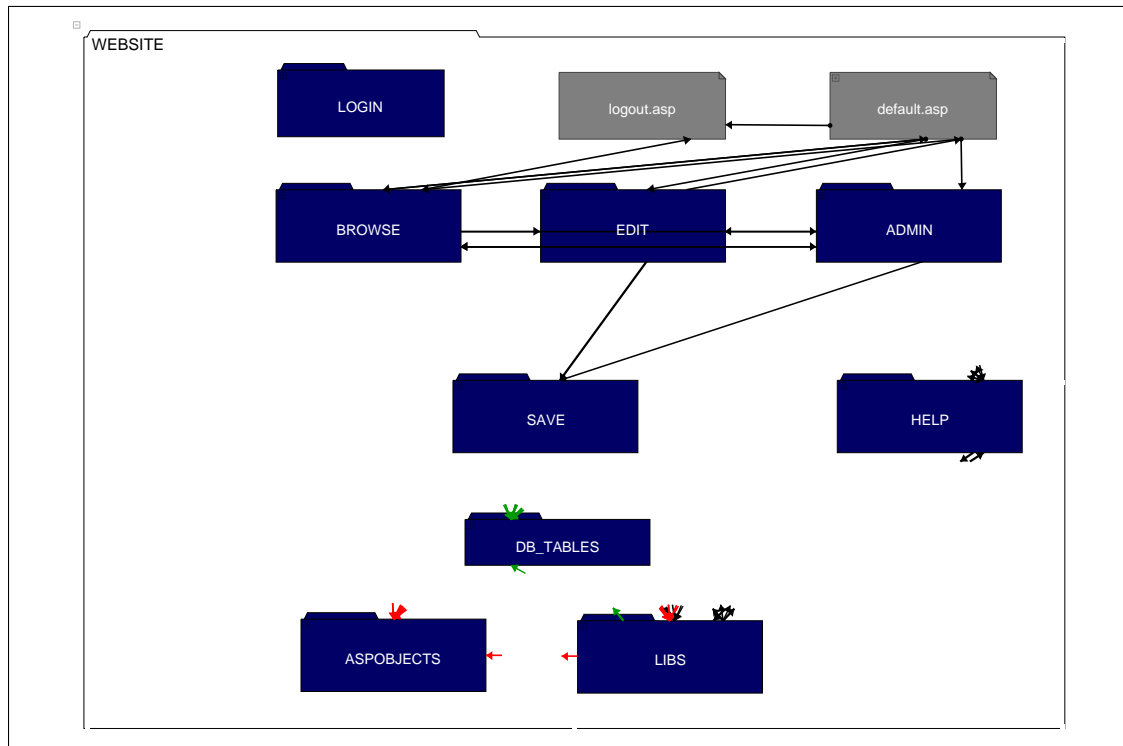 WEBSITE
LOGIN
logout.asp
default.asp
BROWSE
EDIT
ADMIN
SAVE
HELP
DB_TABLES
ASPOBJECTS
LIBS